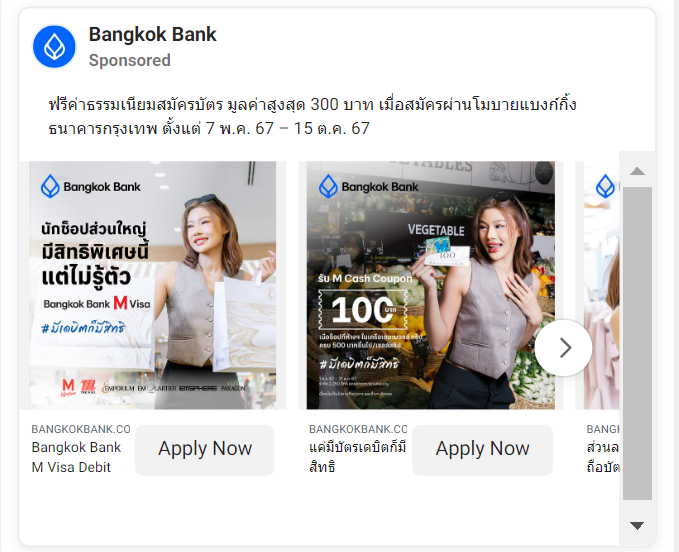 Bangkok Bank
Sponsored
ฟรีค่าธรรมเนียมสมัครบัตร มูลค่าสูงสุด 300 บาท เมื่อสมัครผ่านโมบายแบงก์กิ้ง
ธนาคารกรุงเทพ ตั้งแต่ 7 พ.ค. 67 – 15 ต.ค. 67
Bangkok Bank
นักช็อปส่วนใหญ่
มีสิทธิพิเศษนี้
แต่ไม่รู้ตัว
Bangkok Bank M Visa
#มีเดบิตก็มีสิทธิ
M THE MALL EMPORIUM EMQUARTIER EMSPHERE PARAGON
BANGKOKBANK.CO
Bangkok Bank
M Visa Debit
Apply Now
Bangkok Bank
VEGETABLE
100
รับ M Cash Coupon
100 บาท
#มีเดบิตก็มีสิทธิ
BANGKOKBANK.CO
แค่มีบัตรเดบิตก็มี
สิทธิ
Apply Now
BANGK
ส่วนล
ถือบัต